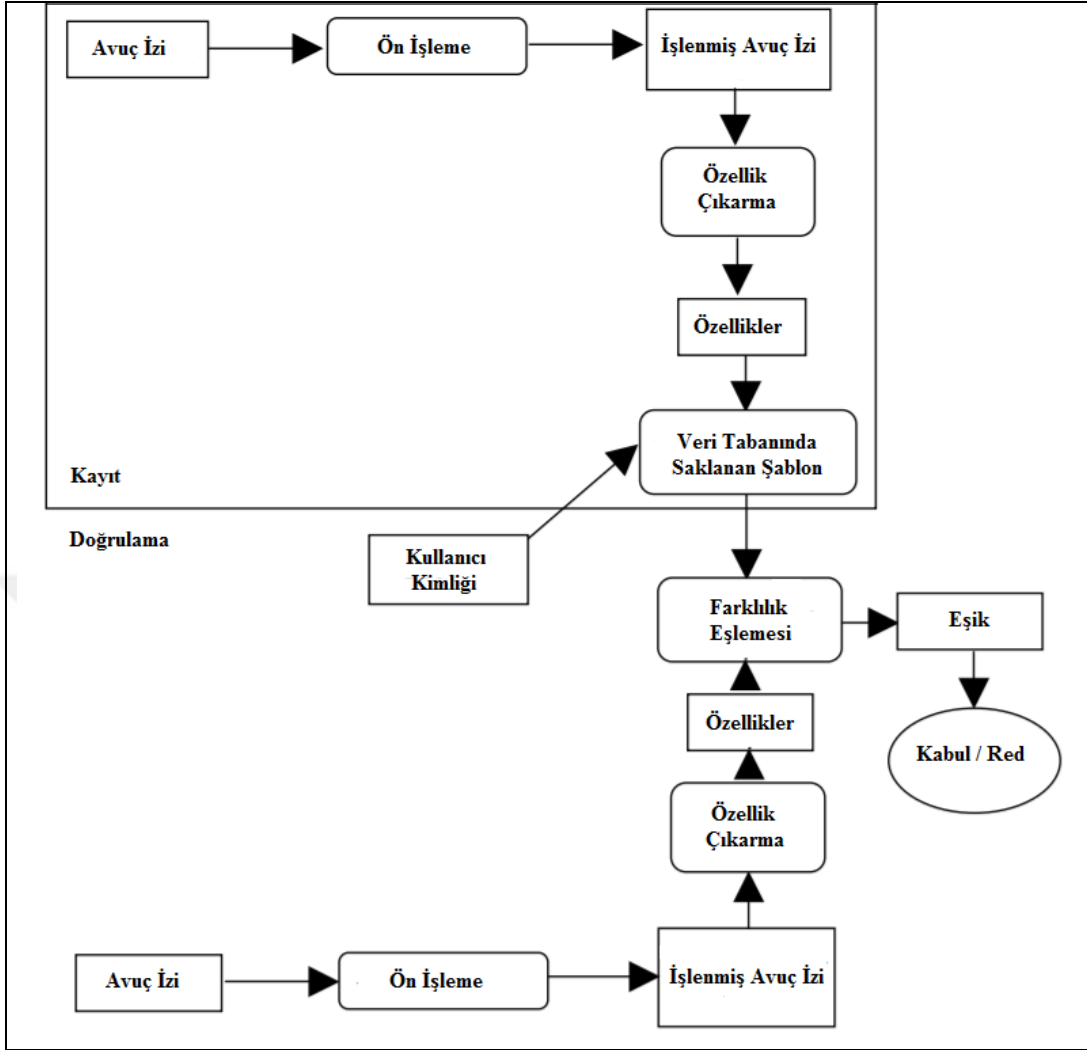 Avuç İzi
Ön İşleme
İşlenmiş Avuç İzi
Özellik
Çıkarma
Özellikler
Veri Tabanında
Saklanan Şablon
Kayıt
Doğrulama
Kullanıcı
Kimliği
Farklılık
Eşlemesi
Eşik
Kabul / Red
Özellikler
Özellik
Çıkarma
Avuç İzi
Ön İşleme
İşlenmiş Avuç İzi